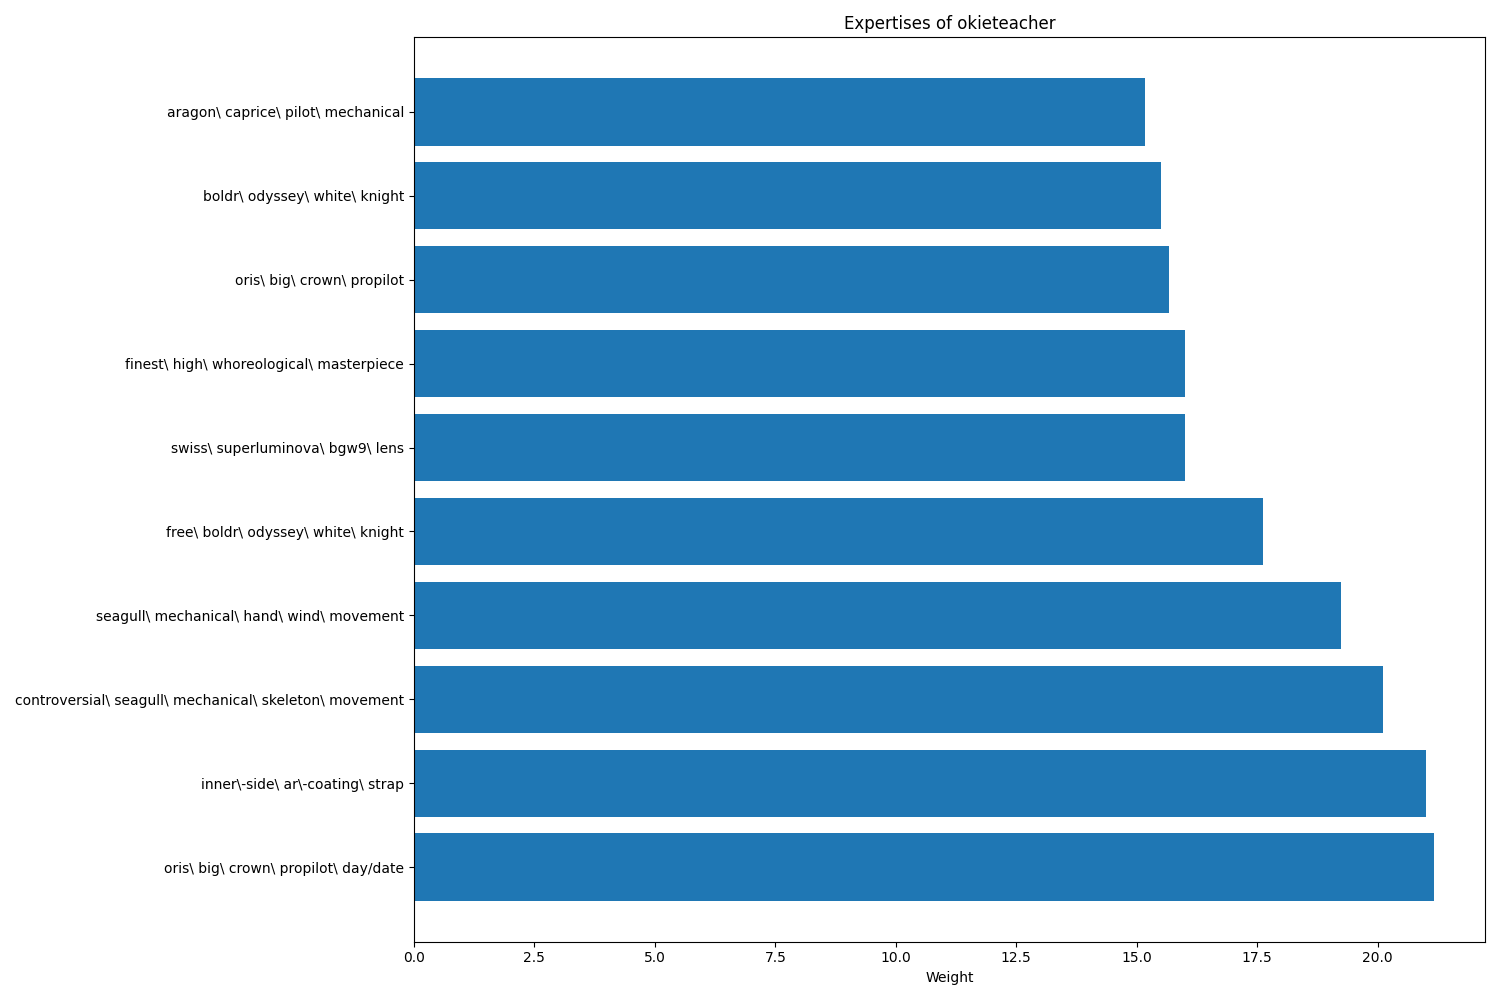 Expertises of okieteacher
aragon\ caprice\ pilot\ mechanical
boldr\ odyssey\ white\ knight
oris\ big\ crown\ propilot
finest\ high\ whoreological\ masterpiece
swiss\ superluminova\ bgw9\ lens
free\ boldr\ odyssey\ white\ knight
seagull\ mechanical\ hand\ wind\ movement
controversial\ seagull\ mechanical\ skeleton\ movement
inner\-side\ ar\-coating\ strap
oris\ big\ crown\ propilot\ day/date
0.0 2.5 5.0 7.5 10.0 12.5 15.0 17.5 20.0
Weight